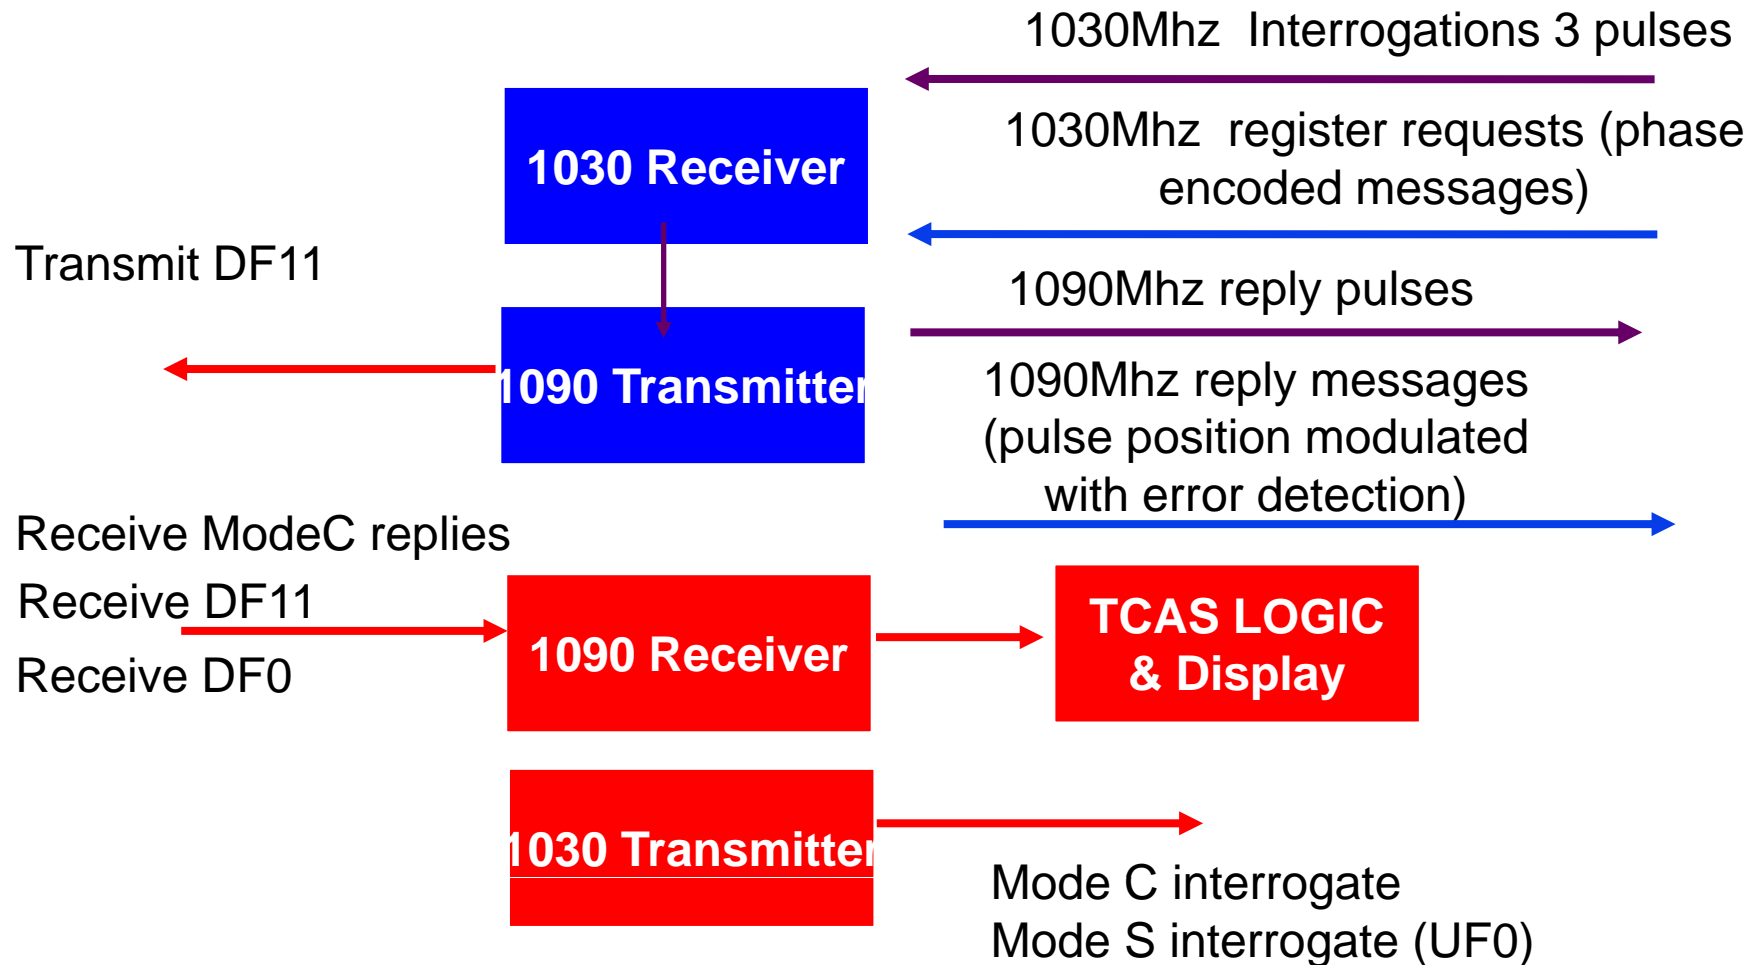 1030Mhz  Interrogations 3 pulses
1030Mhz  register requests (phase
encoded messages)
1030 Receiver
Transmit DF11
1090Mhz reply pulses
1090 Transmitter
1090Mhz reply messages
(pulse position modulated
with error detection)
Receive ModeC replies
Receive DF11
Receive DF0
1090 Receiver
TCAS LOGIC
& Display
1030 Transmitter
Mode C interrogate
Mode S interrogate (UF0)